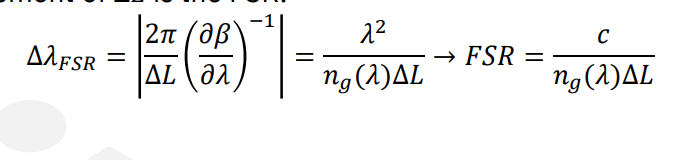 Δλ_FSR = |2π/ΔL (∂β/∂λ)⁻¹| = λ²/(n_g(λ)ΔL) → FSR = c/(n_g(λ)ΔL)